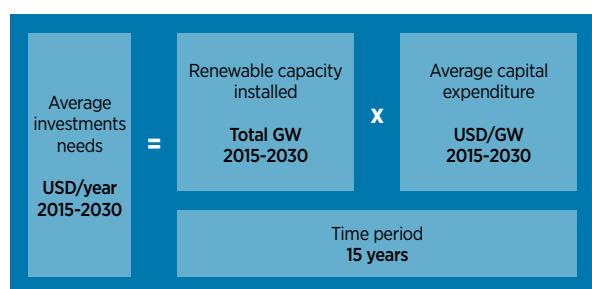 Average
investments
needs
USD/year
2015-2030
=
Renewable capacity
installed
Total GW
2015-2030
x
Average capital
expenditure
USD/GW
2015-2030
Time period
15 years